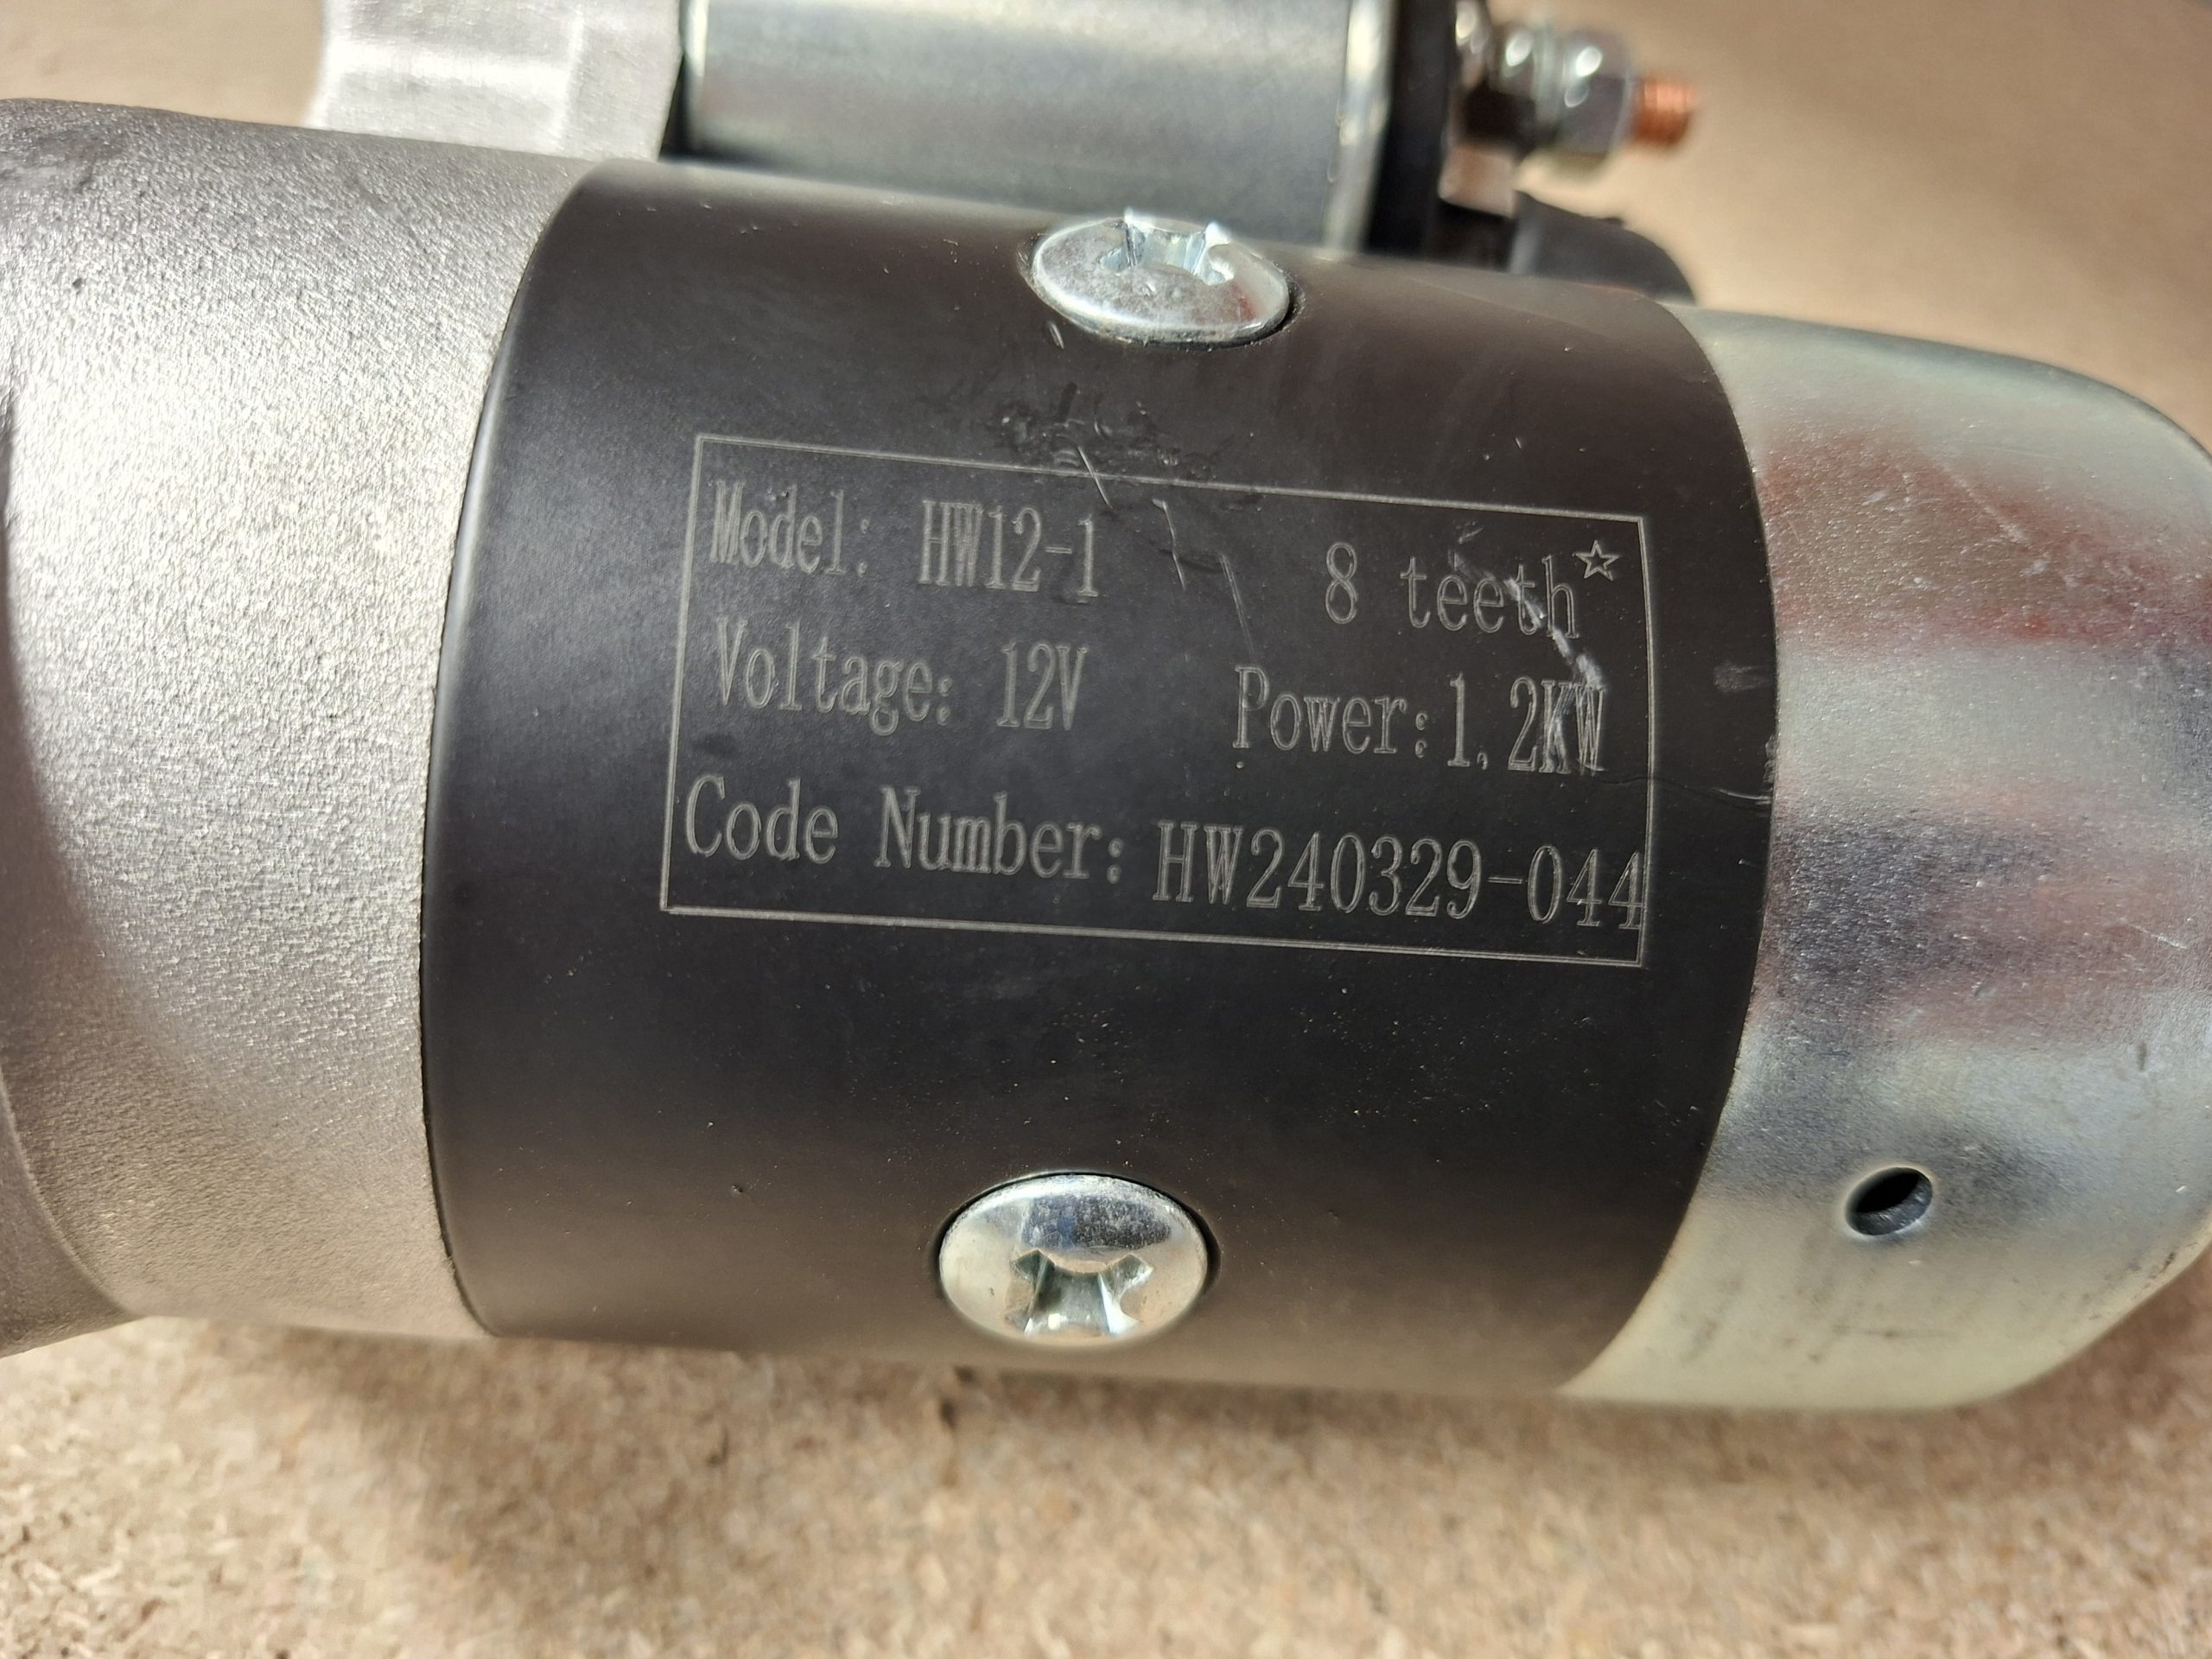 Model: HW12-1 8 teeth☆
Voltage: 12V Power:1.2KW
Code Number: HW240329-044